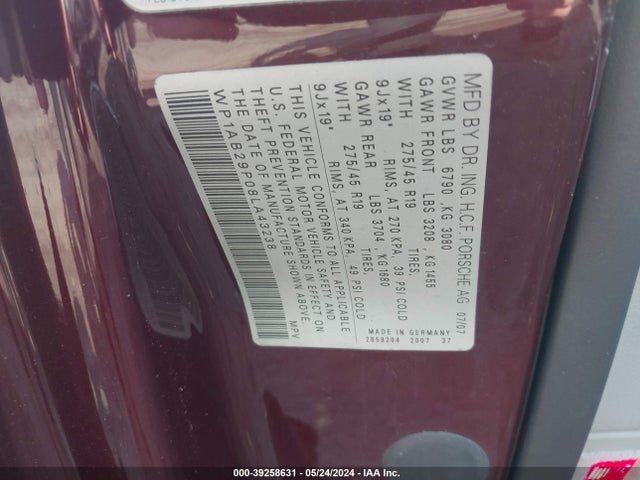 MFD BY DR. ING. H.C.F. PORSCHE AG 07/07
GVWR LBS 6790 ,KG 3080
GAWR FRONT LBS 3208 , KG1455
WITH 275/45 R19 TIRES,
9Jx19" RIMS, AT 270 KPA, 39 PSI COLD
GAWR REAR LBS 3704 , KG1680
WITH 275/45 R19 TIRES,
9Jx19" RIMS, AT 340 KPA, 49 PSI COLD
THIS VEHICLE CONFORMS TO ALL APPLICABLE
U.S. FEDERAL MOTOR VEHICLE SAFETY AND
THEFT PREVENTION STANDARDS IN EFFECT ON
THE DATE OF MANUFACTURE SHOWN ABOVE.
WP1AB29P08LA43238 MPV
MADE IN GERMANY
2858204 2007 37
000-39258631 - 05/24/2024 - IAA Inc.